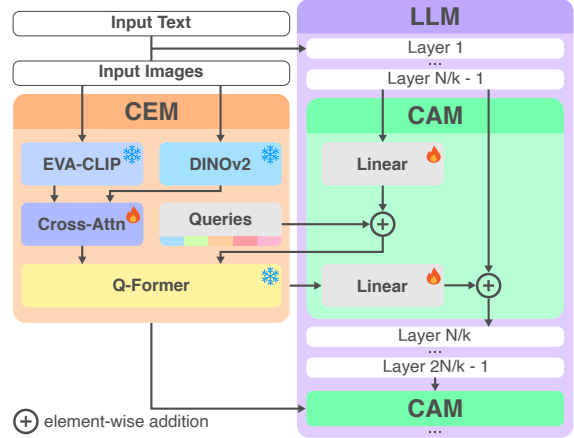 Input Text
LLM
Layer 1
...
Input Images
Layer N/k - 1
CEM
CAM
EVA-CLIP
DINOv2
Linear
Cross-Attn
Queries
Q-Former
Linear
Layer N/k
...
Layer 2N/k - 1
CAM
...
element-wise addition